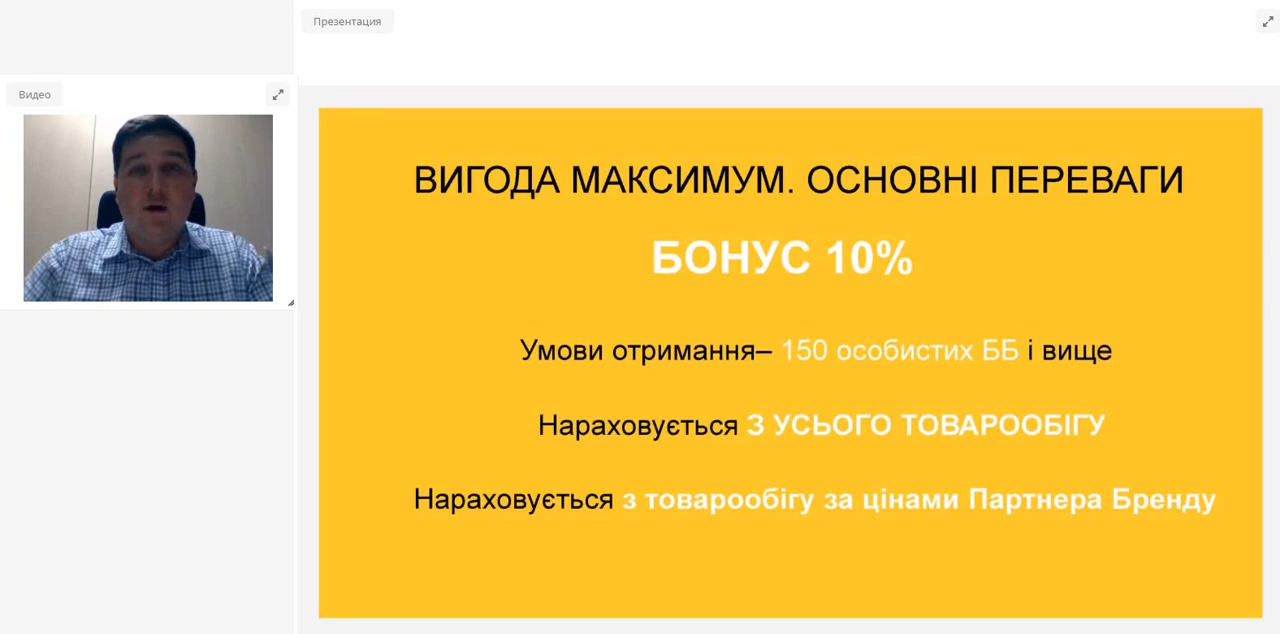 Презентация
Видео
ВИГОДА МАКСИМУМ. ОСНОВНІ ПЕРЕВАГИ
БОНУС 10%
Умови отримання– 150 особистих ББ і вище
Нараховується З УСЬОГО ТОВАРООБІГУ
Нараховується з товарообігу за цінами Партнера Бренду